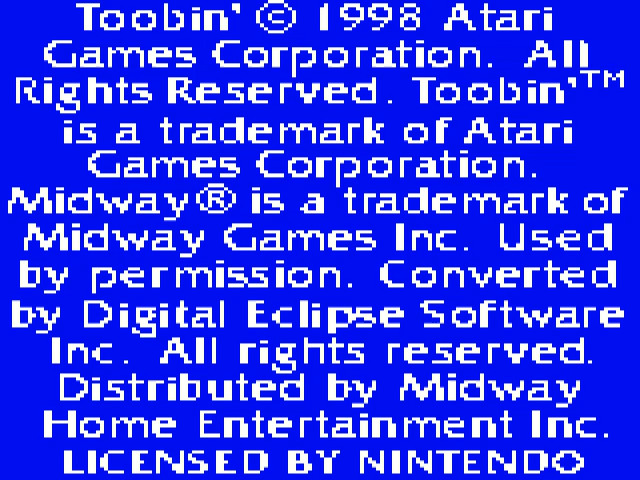 Toobin' © 1998 Atari
Games Corporation. All
Rights Reserved. Toobin'™
is a trademark of Atari
Games Corporation.
Midway® is a trademark of
Midway Games Inc. Used
by permission. Converted
by Digital Eclipse Software
Inc. All rights reserved.
Distributed by Midway
Home Entertainment Inc.
LICENSED BY NINTENDO